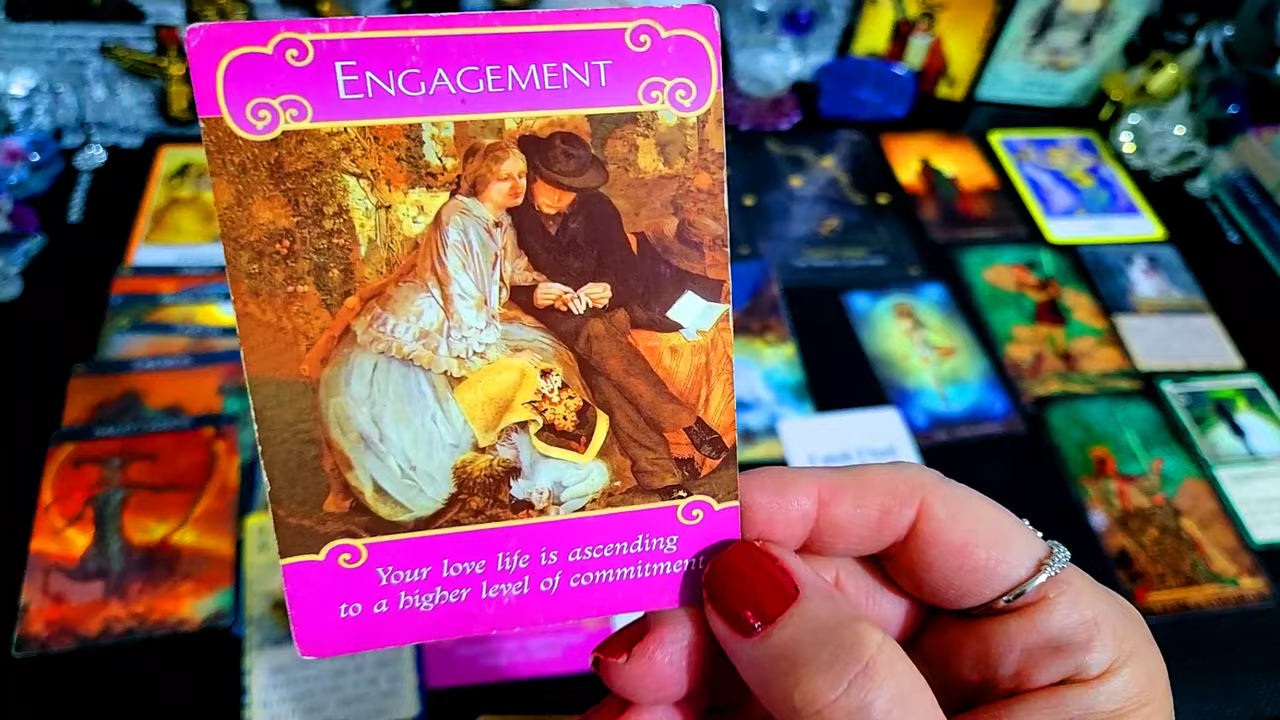 ENGAGEMENT
Your love life is ascending
to a higher level of commitment